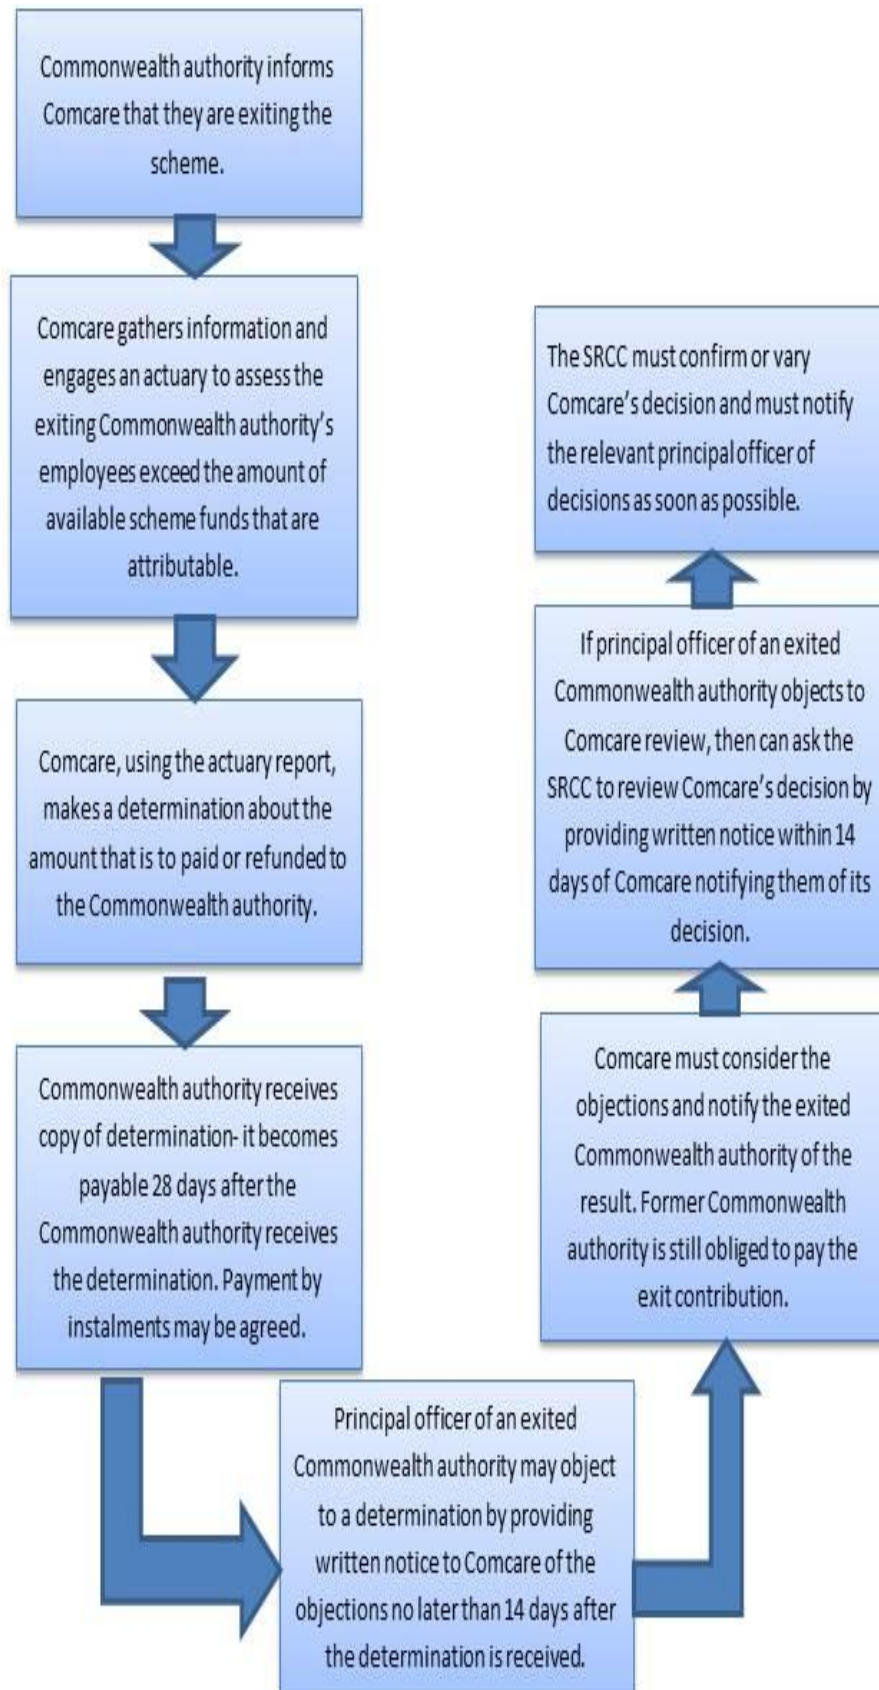 Commonwealth authority informs
Comcare that they are exiting the
scheme.
Comcare gathers information and
engages an actuary to assess the
exiting Commonwealth authority's
employees exceed the amount of
available scheme funds that are
attributable.
Comcare, using the actuary report,
makes a determination about the
amount that is to paid or refunded to
the Commonwealth authority.
Commonwealth authority receives
copy of determination- it becomes
payable 28 days after the
Commonwealth authority receives
the determination. Payment by
instalments may be agreed.
Principal officer of an exited
Commonwealth authority may object
to a determination by providing
written notice to Comcare of the
objections no later than 14 days after
the determination is received.
Comcare must consider the
objections and notify the exited
Commonwealth authority of the
result. Former Commonwealth
authority is still obliged to pay the
exit contribution.
If principal officer of an exited
Commonwealth authority objects to
Comcare review, then can ask the
SRCC to review Comcare's decision by
providing written notice within 14
days of Comcare notifying them of its
decision.
The SRCC must confirm or vary
Comcare's decision and must notify
the relevant principal officer of
decisions as soon as possible.